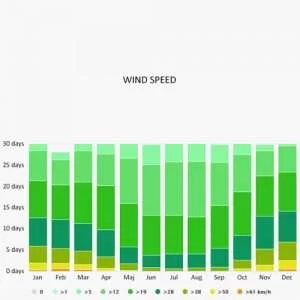 WIND SPEED
30 days
25 days
20 days
15 days
10 days
5 days
0 days
Jan Feb Mar Apr Maj Jun Jul Aug Sep Oct Nov Dec
0 >1 >5 >12 >19 >28 >38 >50 >61 km/h